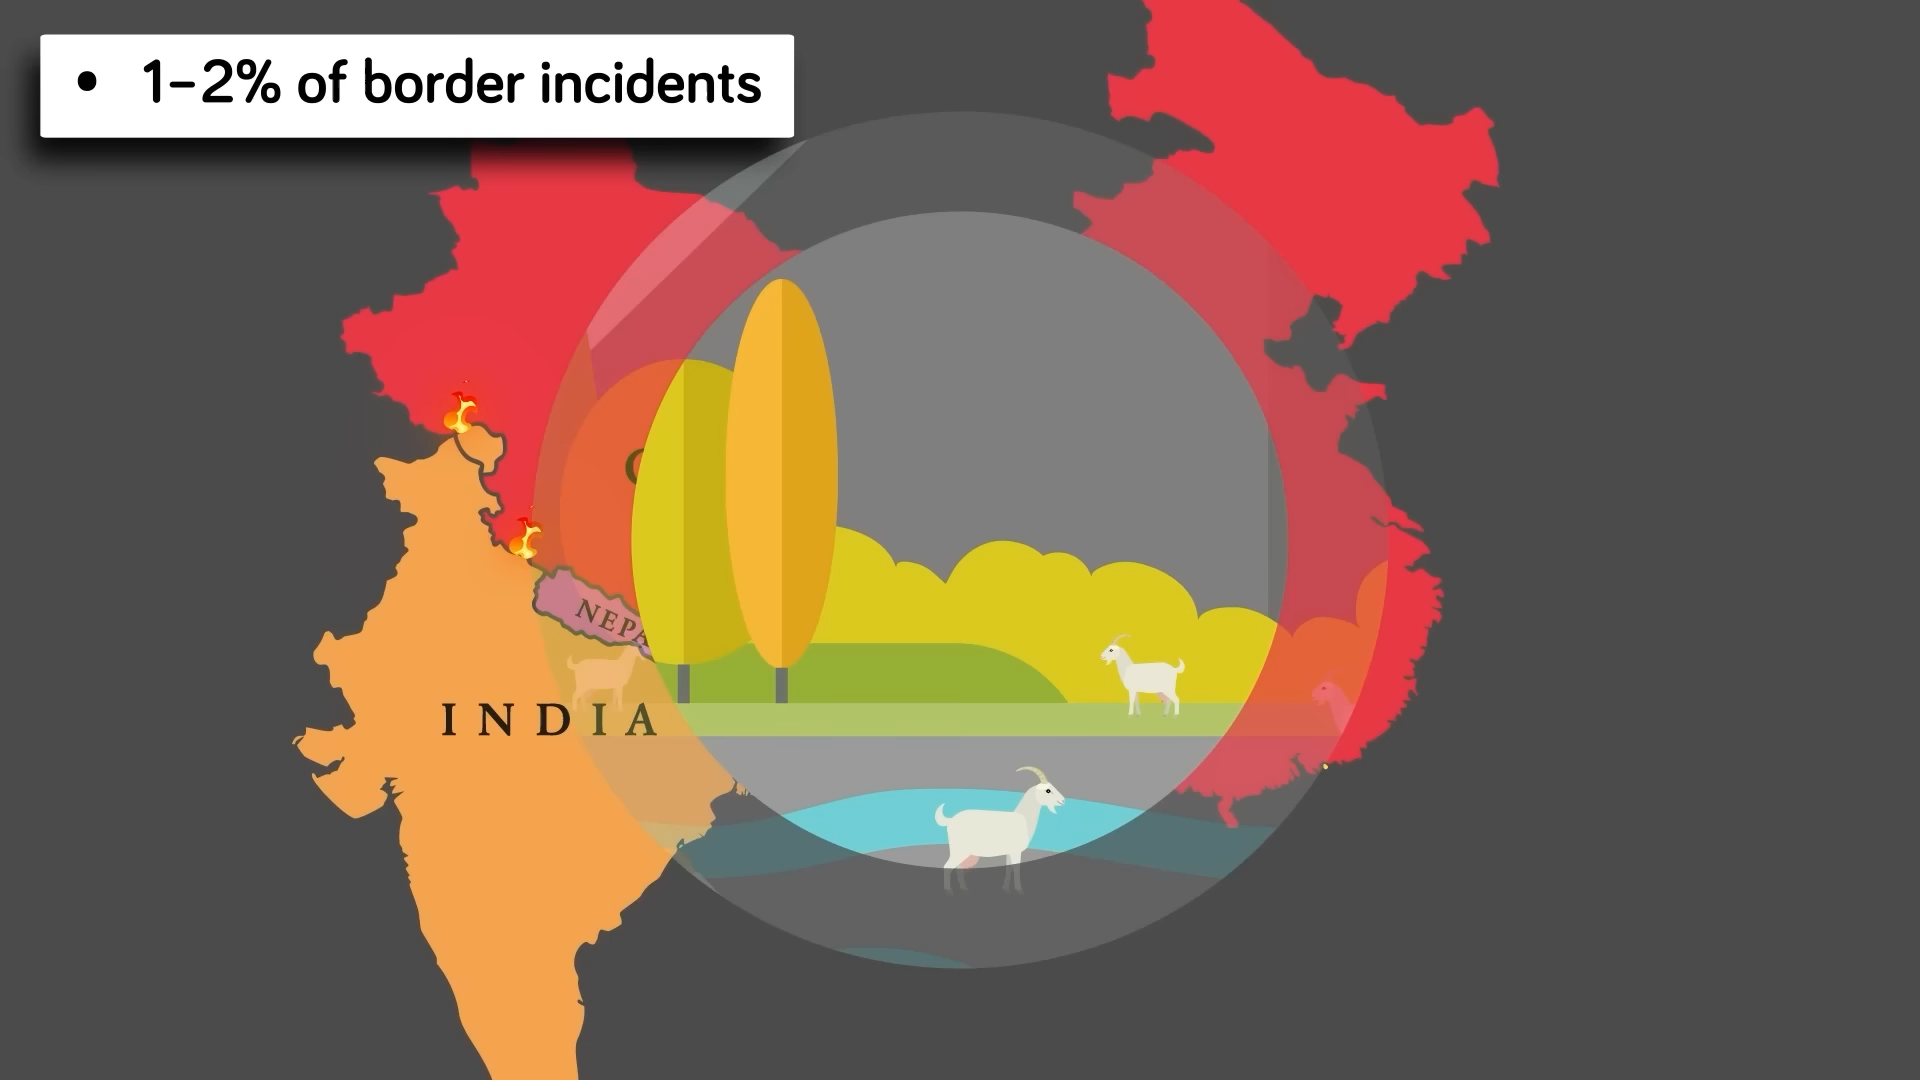 • 1–2% of border incidents
NEPA
INDIA